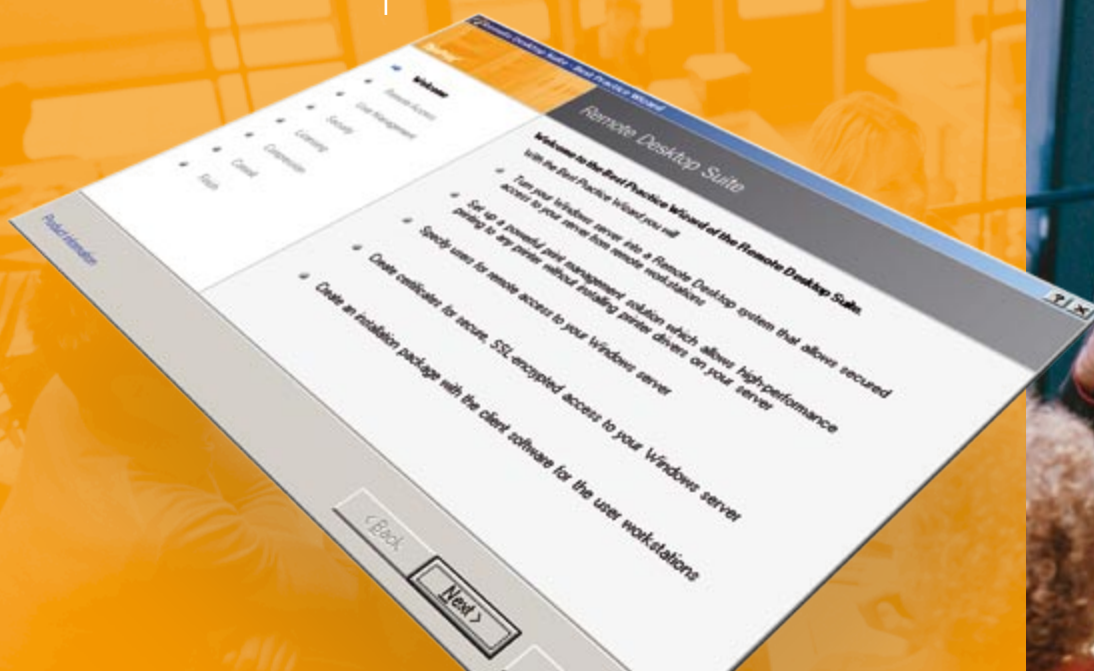 Remote Desktop Suite - Best Practice Wizard
Welcome
Remote Access
User Management
Security
Licensing
Compression
Finish
Remote Desktop Suite
Welcome to the Best Practice Wizard of the Remote Desktop Suite.
With the Best Practice Wizard you will
Turn your Windows server into a Remote Desktop system that allows secured
access to your server from remote workstations
Set up a powerful print management solution which allows high-performance
printing to any printer without installing printer drivers on your server
Specify users for remote access to your Windows server
Create certificates for secure, SSL-encrypted access to your Windows server
Create an installation package with the client software for the user workstations
Product information
< Back
Next >